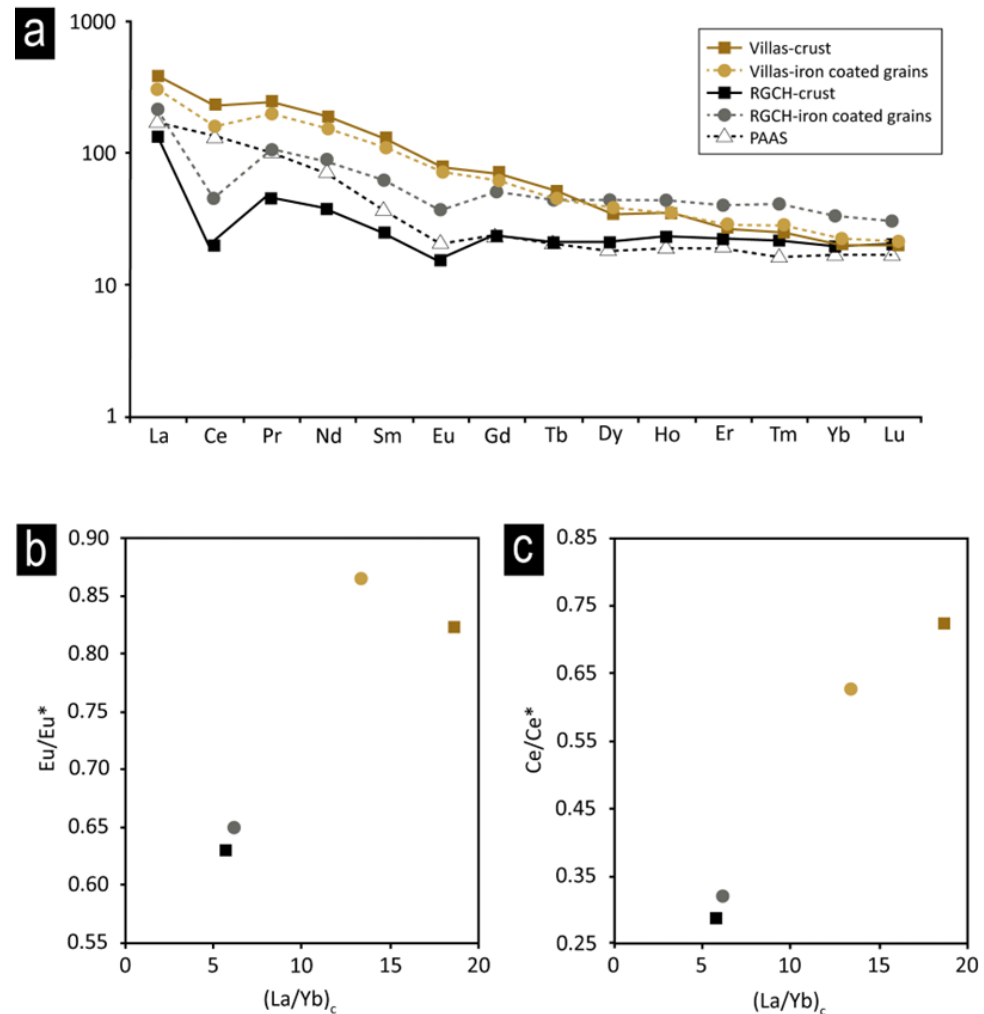 a
1000
100
10
1
Villas-crust
Villas-iron coated grains
RGCH-crust
RGCH-iron coated grains
PAAS
La Ce Pr Nd Sm Eu Gd Tb Dy Ho Er Tm Yb Lu
b
0.90
0.85
0.80
0.75
0.70
0.65
0.60
0.55
Eu/Eu*
0 5 10 15 20
(La/Yb)c
c
0.85
0.75
0.65
0.55
0.45
0.35
0.25
Ce/Ce*
0 5 10 15 20
(La/Yb)c